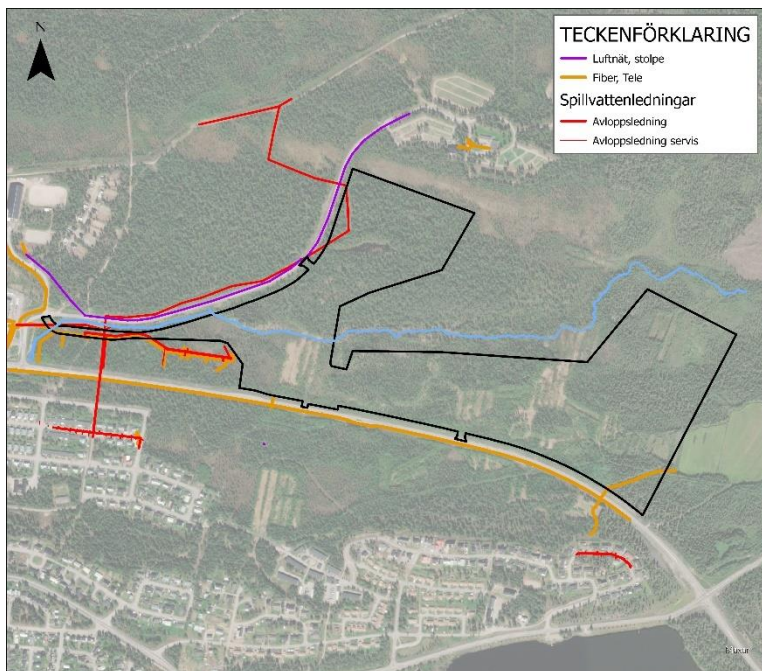 N
TECKENFÖRKLARING
Luftnät, stolpe
Fiber, Tele
Spillvattenledningar
Avloppsledning
Avloppsledning servis